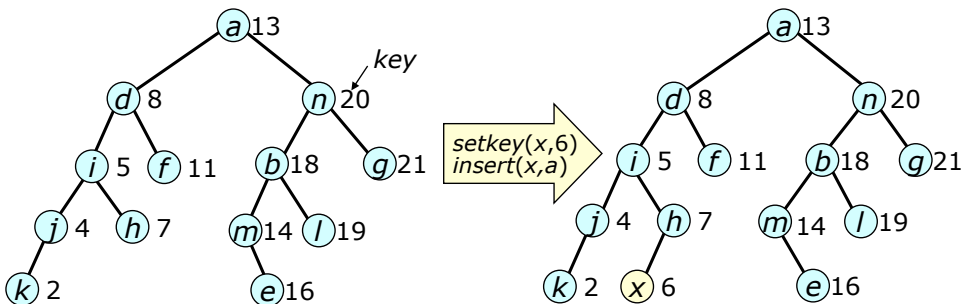 a 13 a 13
key
d 8 n 20 d 8 n 20
setkey(x,6)
insert(x,a)
i 5 f 11 b 18 g 21 i 5 f 11 b 18 g 21
j 4 h 7 m 14 l 19 j 4 h 7 m 14 l 19
k 2 e 16 k 2 x 6 e 16